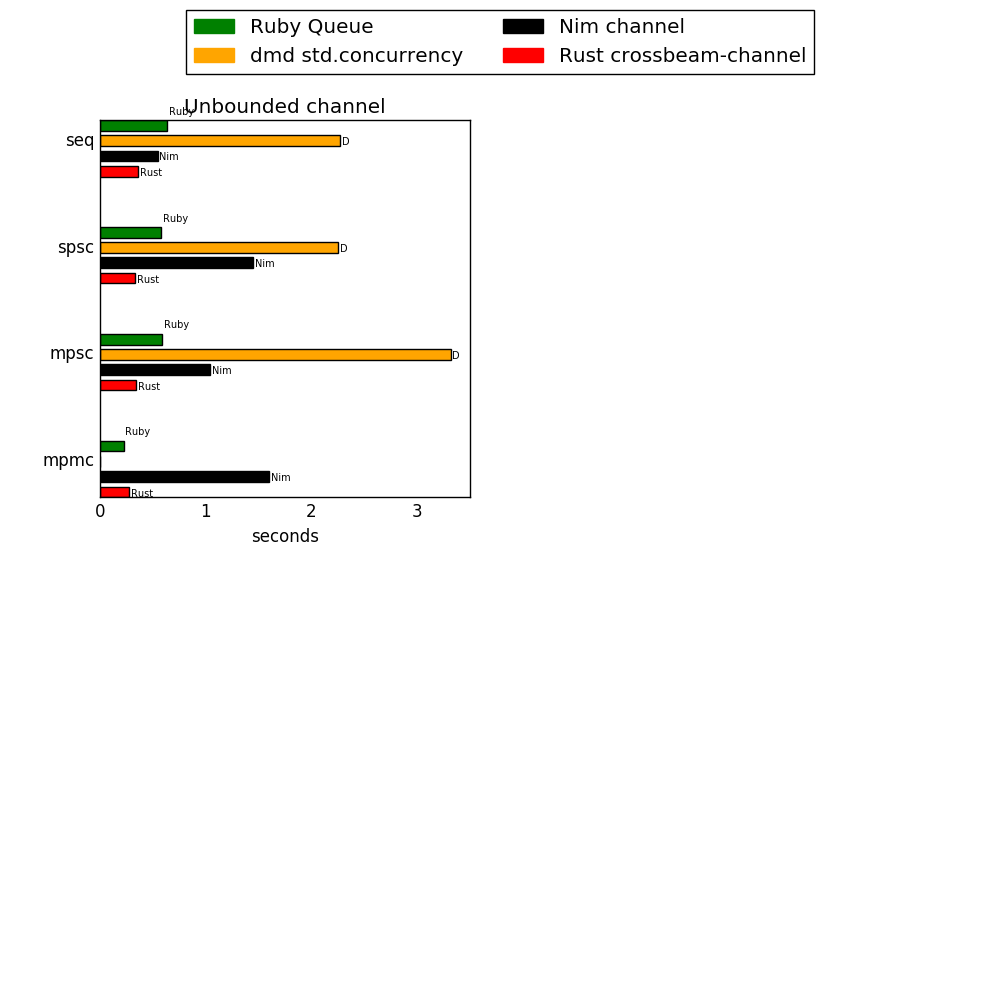 Ruby Queue
dmd std.concurrency
Nim channel
Rust crossbeam-channel
Unbounded channel
Ruby
seq
D
Nim
Rust
Ruby
spsc
D
Nim
Rust
Ruby
mpsc
D
Nim
Rust
Ruby
mpmc
Nim
Rust
0 1 2 3
seconds